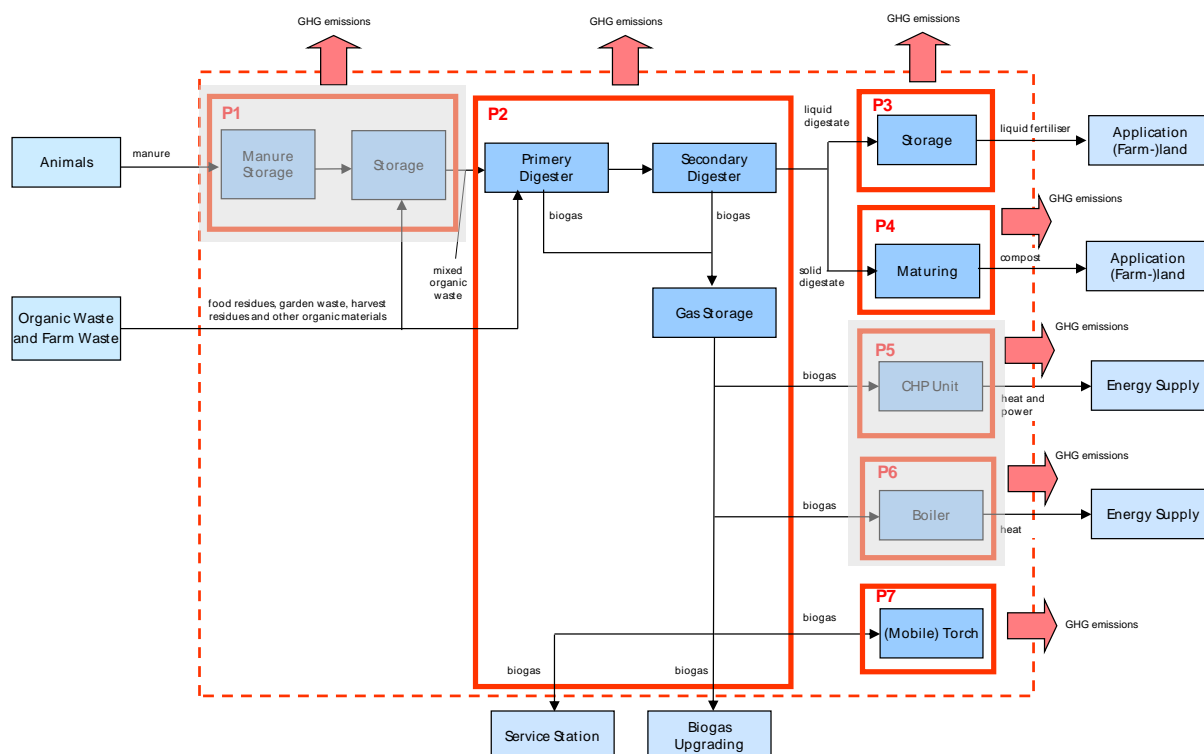 GHG emissions
GHG emissions
GHG emissions
P1
P2
P3
Animals
manure
Manure
Storage
Storage
Primery
Digester
Secondary
Digester
liquid
digestate
Storage
liquid fertiliser
Application
(Farm-)land
biogas
biogas
GHG emissions
P4
mixed
organic
waste
solid
digestate
Maturing
compost
Application
(Farm-)land
Organic Waste
and Farm Waste
food residues, garden waste, harvest
residues and other organic materials
Gas Storage
P5
GHG emissions
biogas
CHP Unit
heat and
power
Energy Supply
P6
GHG emissions
biogas
Boiler
heat
Energy Supply
P7
biogas
(Mobile) Torch
GHG emissions
biogas
biogas
Service Station
Biogas
Upgrading